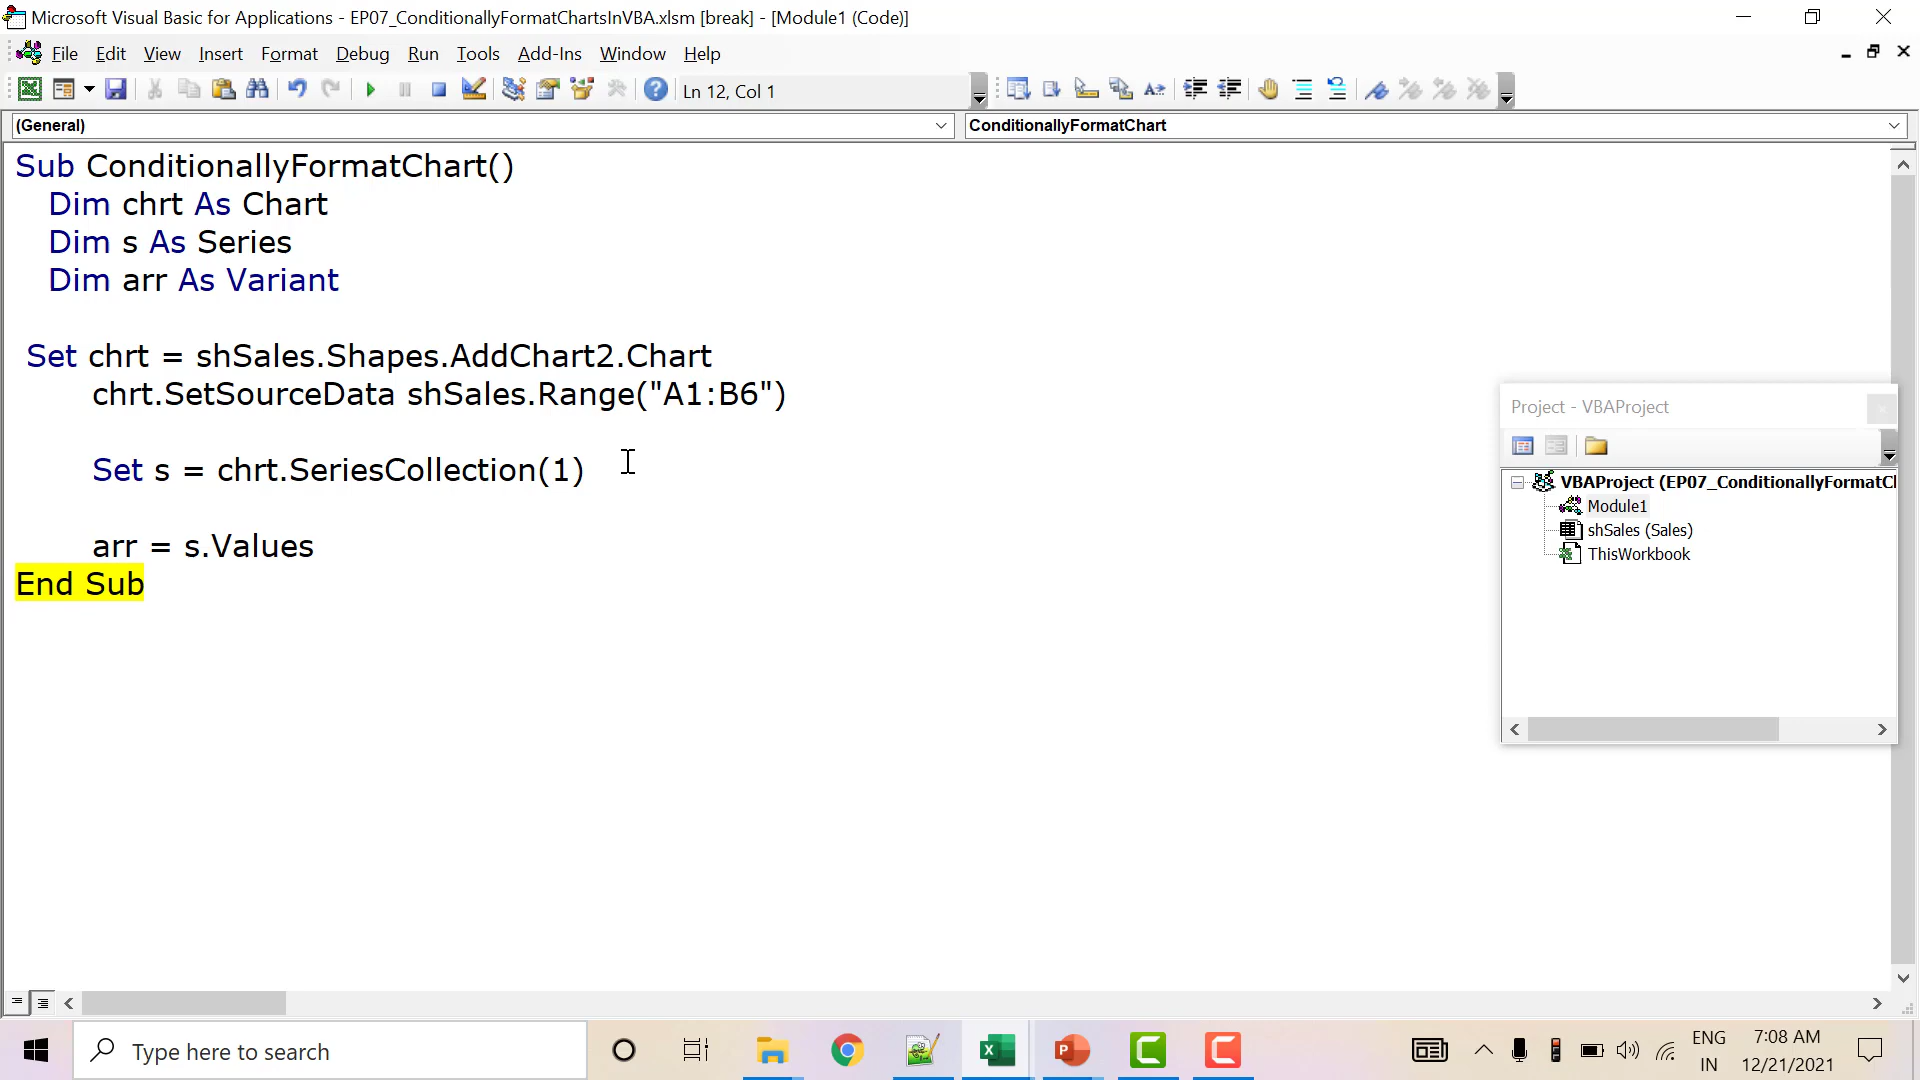 Microsoft Visual Basic for Applications - EP07_ConditionallyFormatChartsInVBA.xlsm [break] - [Module1 (Code)]
File Edit View Insert Format Debug Run Tools Add-Ins Window Help
Ln 12, Col 1
(General)
ConditionallyFormatChart
Sub ConditionallyFormatChart()
Dim chrt As Chart
Dim s As Series
Dim arr As Variant
Set chrt = shSales.Shapes.AddChart2.Chart
chrt.SetSourceData shSales.Range("A1:B6")
Set s = chrt.SeriesCollection(1)
arr = s.Values
End Sub
Project - VBAProject
VBAProject (EP07_ConditionallyFormatCl
Module1
shSales (Sales)
ThisWorkbook
Type here to search
ENG
IN
7:08 AM
12/21/2021